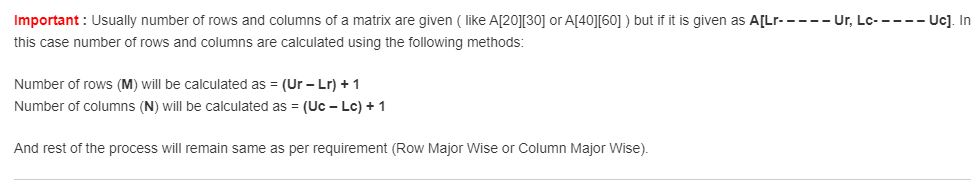 Important : Usually number of rows and columns of a matrix are given ( like A[20][30] or A[40][60] ) but if it is given as A[Lr- – – – – Ur, Lc- – – – – Uc]. In
this case number of rows and columns are calculated using the following methods:
Number of rows (M) will be calculated as = (Ur – Lr) + 1
Number of columns (N) will be calculated as = (Uc – Lc) + 1
And rest of the process will remain same as per requirement (Row Major Wise or Column Major Wise).